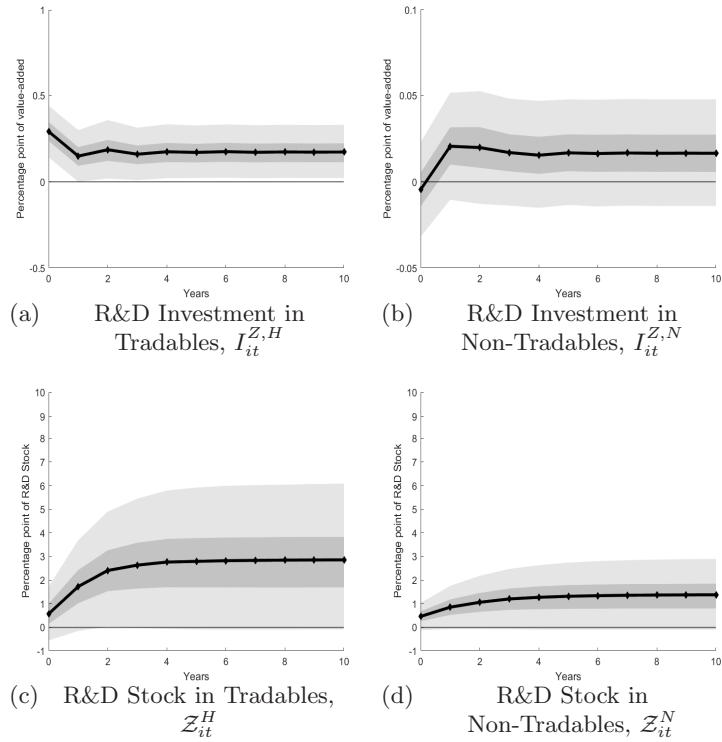 1
0.5
0
-0.5
Percentage point of value-added
0 2 4 6 8 10
Years
(a) R&D Investment in
Tradables, I_{it}^{Z,H}
0.1
0.05
0
0.05
Percentage point of value-added
0 2 4 6 8 10
Years
(b) R&D Investment in
Non-Tradables, I_{it}^{Z,N}
10
9
8
7
6
5
4
3
2
1
0
-1
Percentage point of R&D Stock
0 2 4 6 8 10
Years
(c) R&D Stock in Tradables,
𝒵_{it}^{H}
10
9
8
7
6
5
4
3
2
1
0
-1
Percentage point of R&D Stock
0 2 4 6 8 10
Years
(d) R&D Stock in
Non-Tradables, 𝒵_{it}^{N}